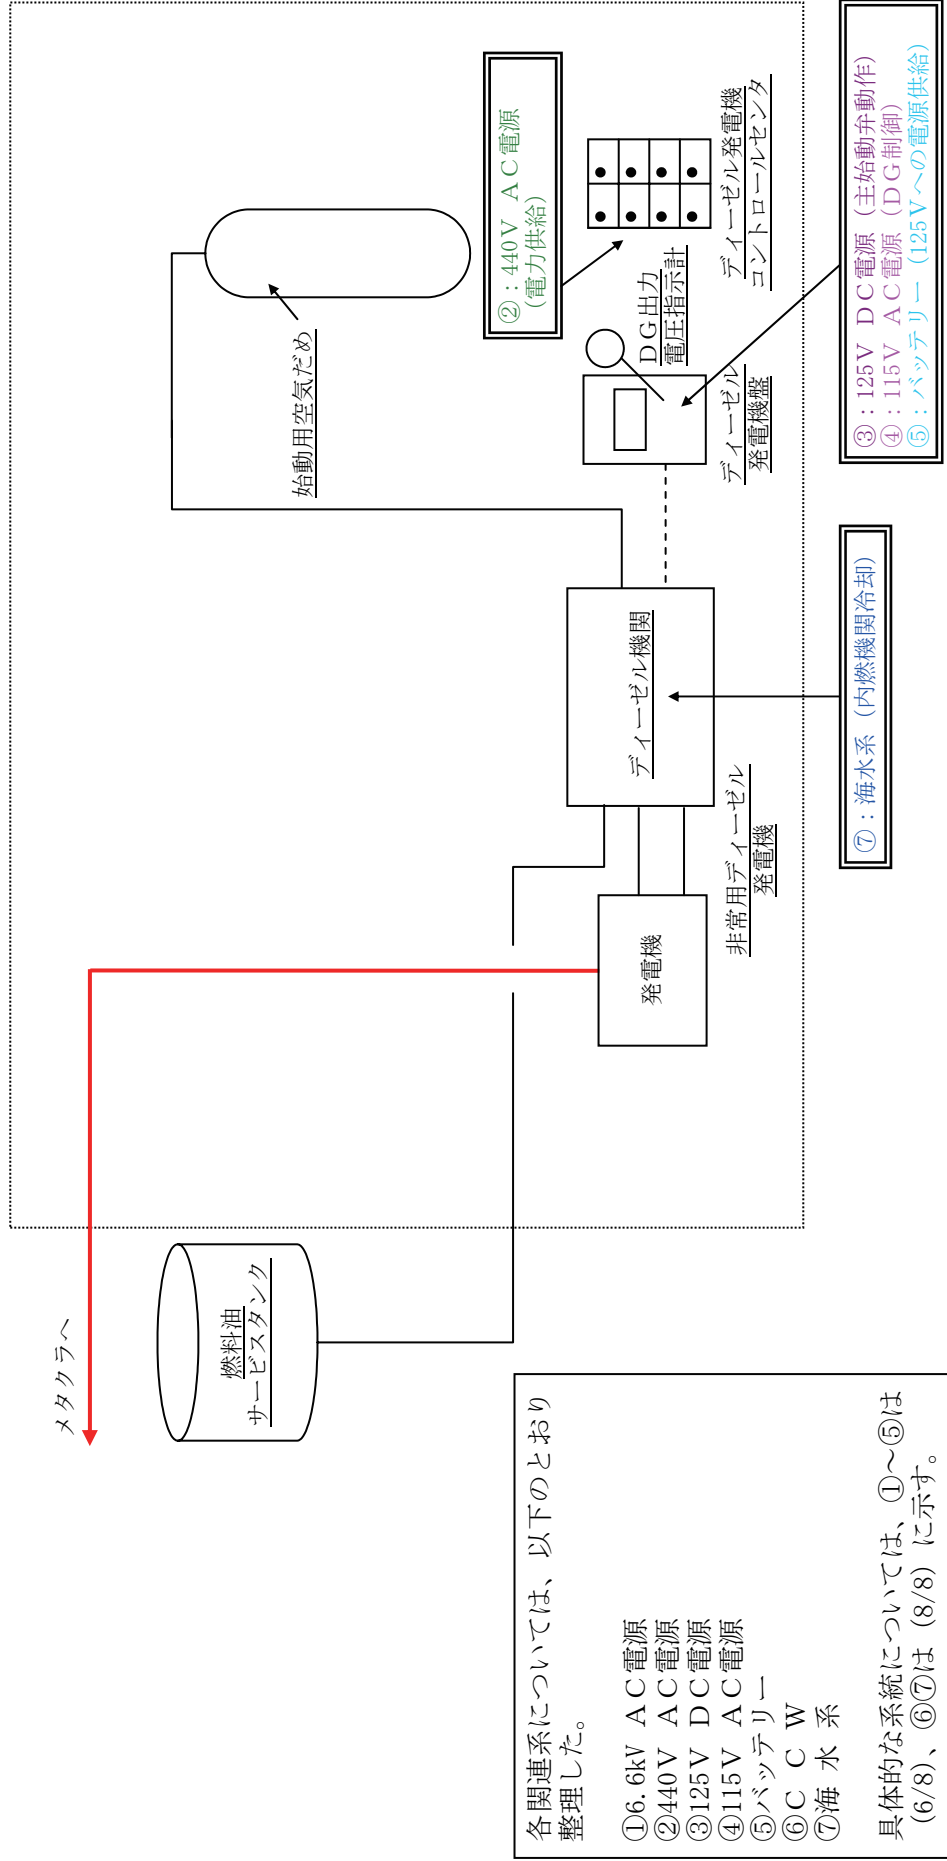 メタクラへ
燃料油
サービスタンク
始動用空気だめ
②：440V AC電源
（電力供給）
DG出力
電圧指示計
ディーゼル発電機
コントロールセンタ
ディーゼル
発電機盤
ディーゼル機関
発電機
非常用ディーゼル
発電機
③：125V DC電源（主始動弁動作）
④：115V AC電源（DG制御）
⑤：バッテリー（125Vへの電源供給）
⑦：海水系（内燃機関冷却）
各関連系については、以下のとおり
整理した。
①6.6kV AC電源
②440V AC電源
③125V DC電源
④115V AC電源
⑤バッテリー
⑥C C W
⑦海 水 系
具体的な系統については、①～⑤は
(6/8)、⑥⑦は (8/8) に示す。